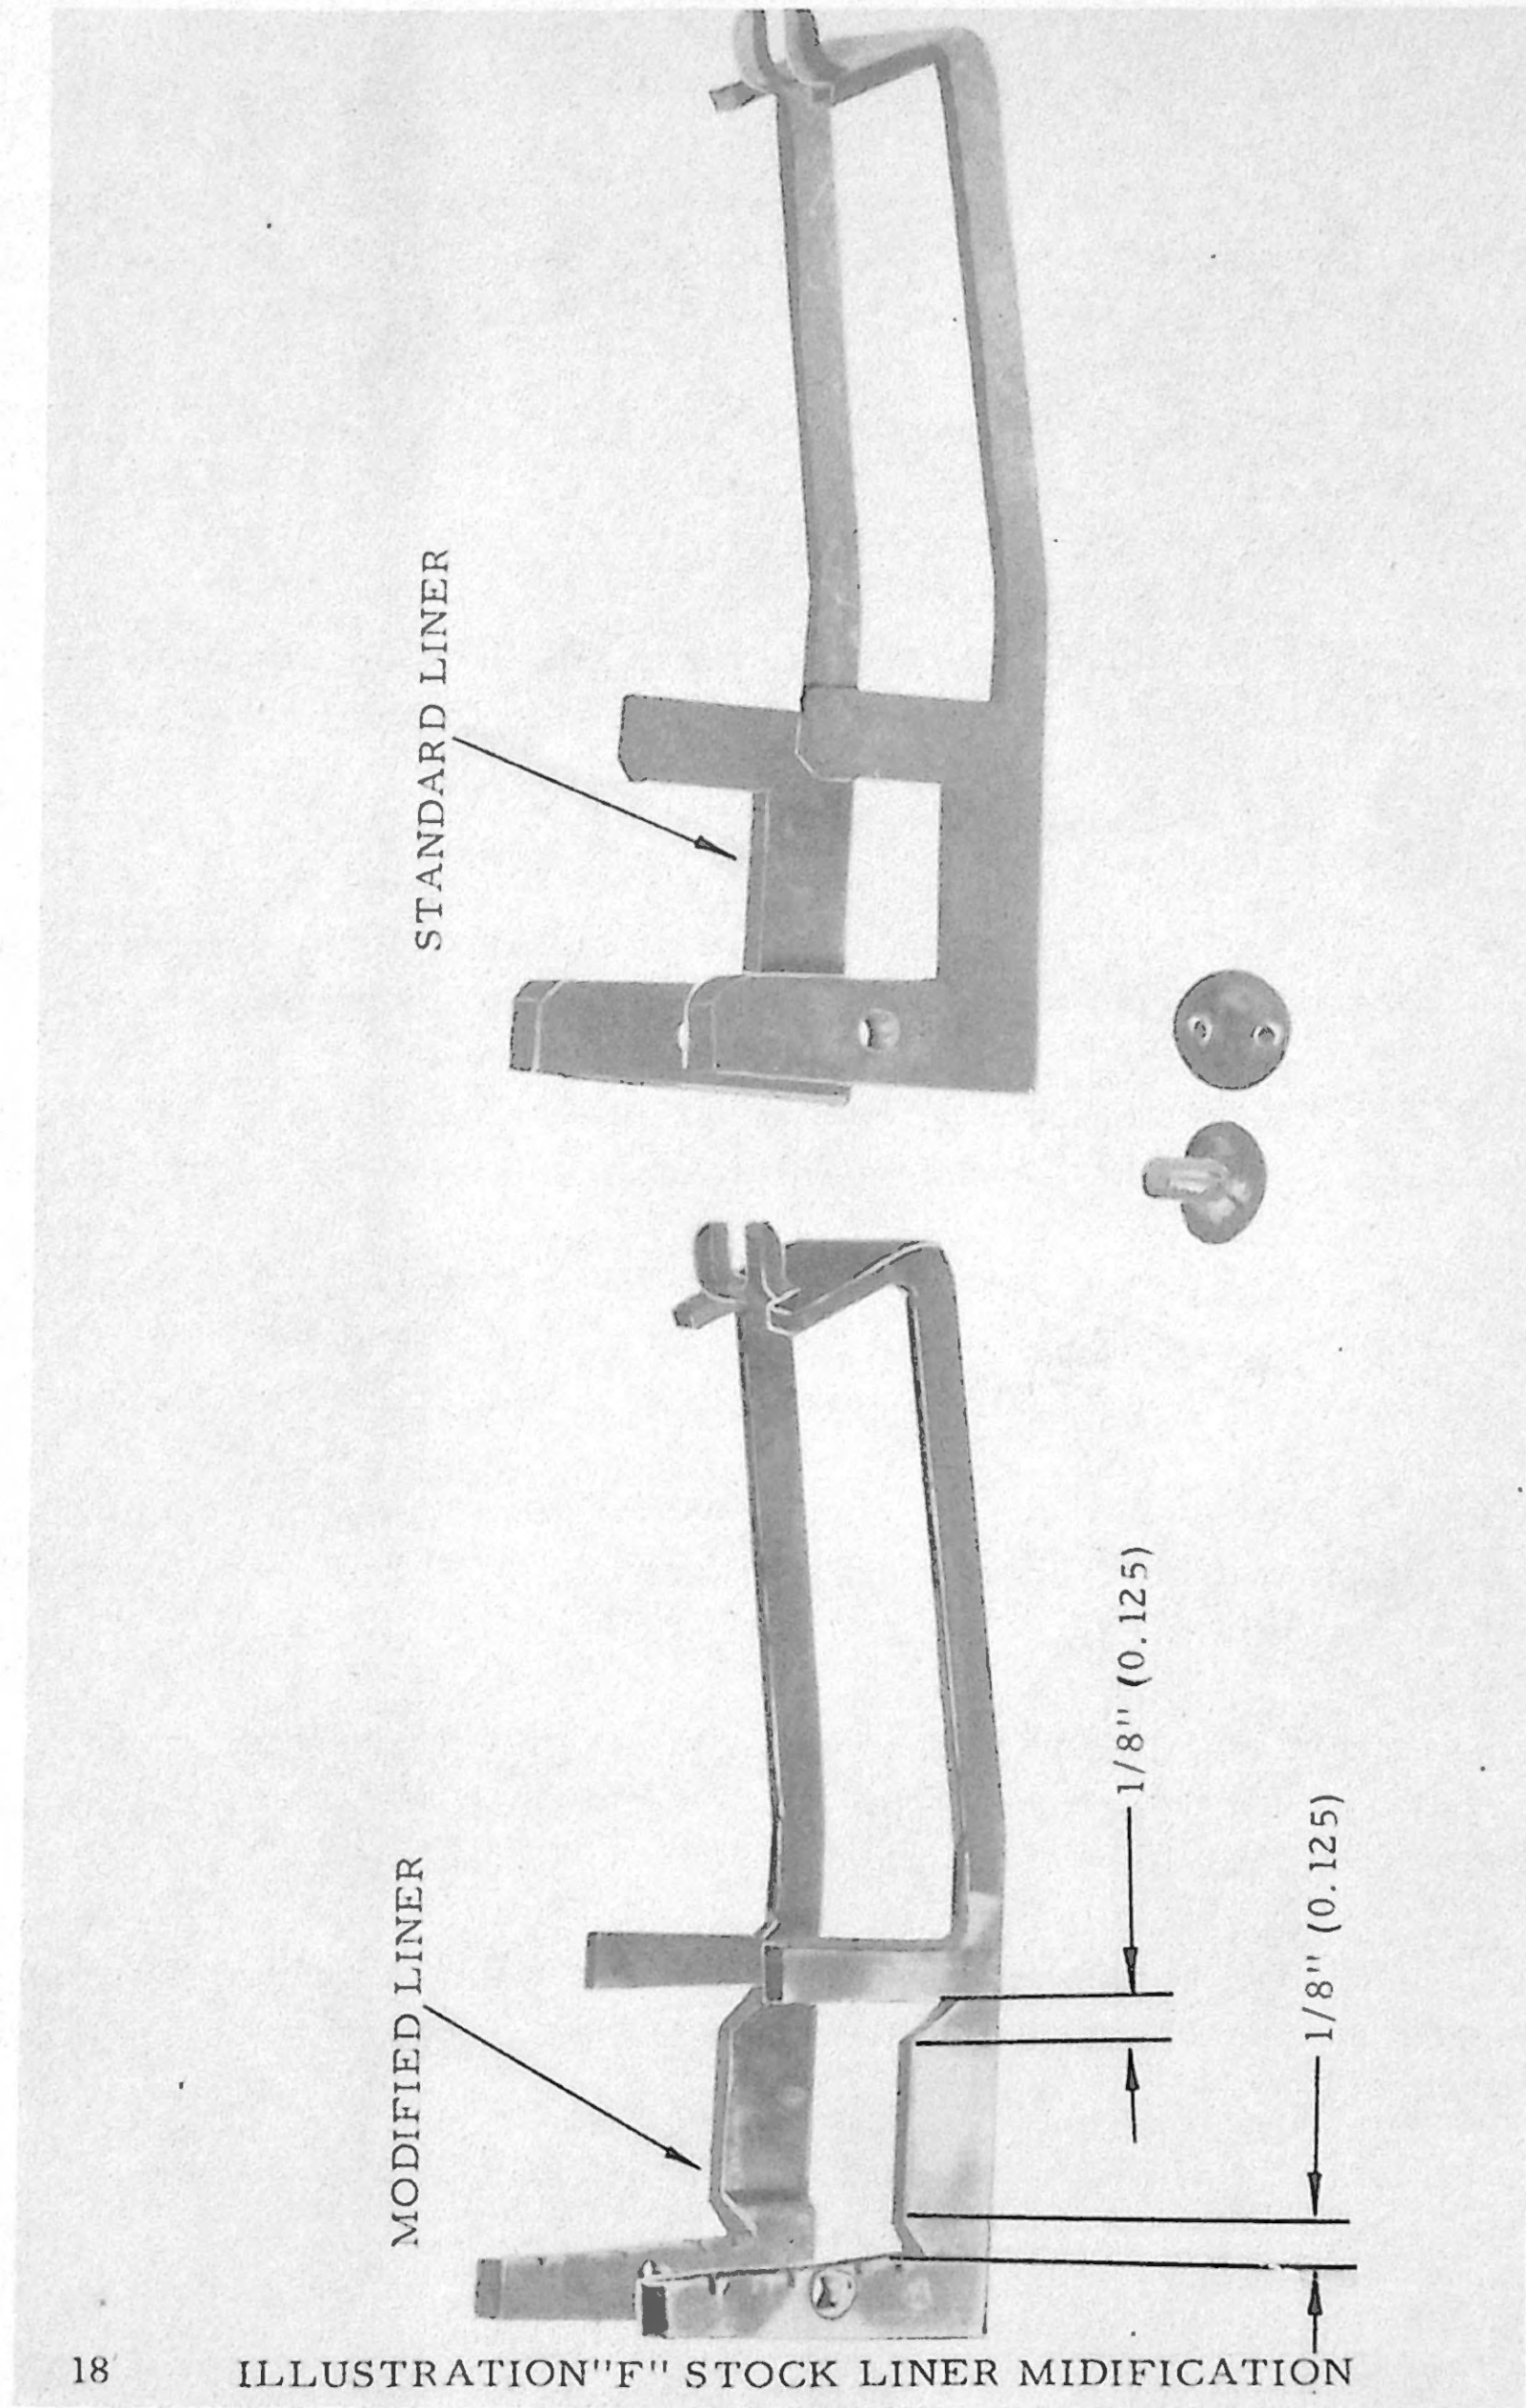 STANDARD LINER
MODIFIED LINER
1/8" (0.125)
1/8" (0.125)
18 ILLUSTRATION"F" STOCK LINER MIDIFICATION